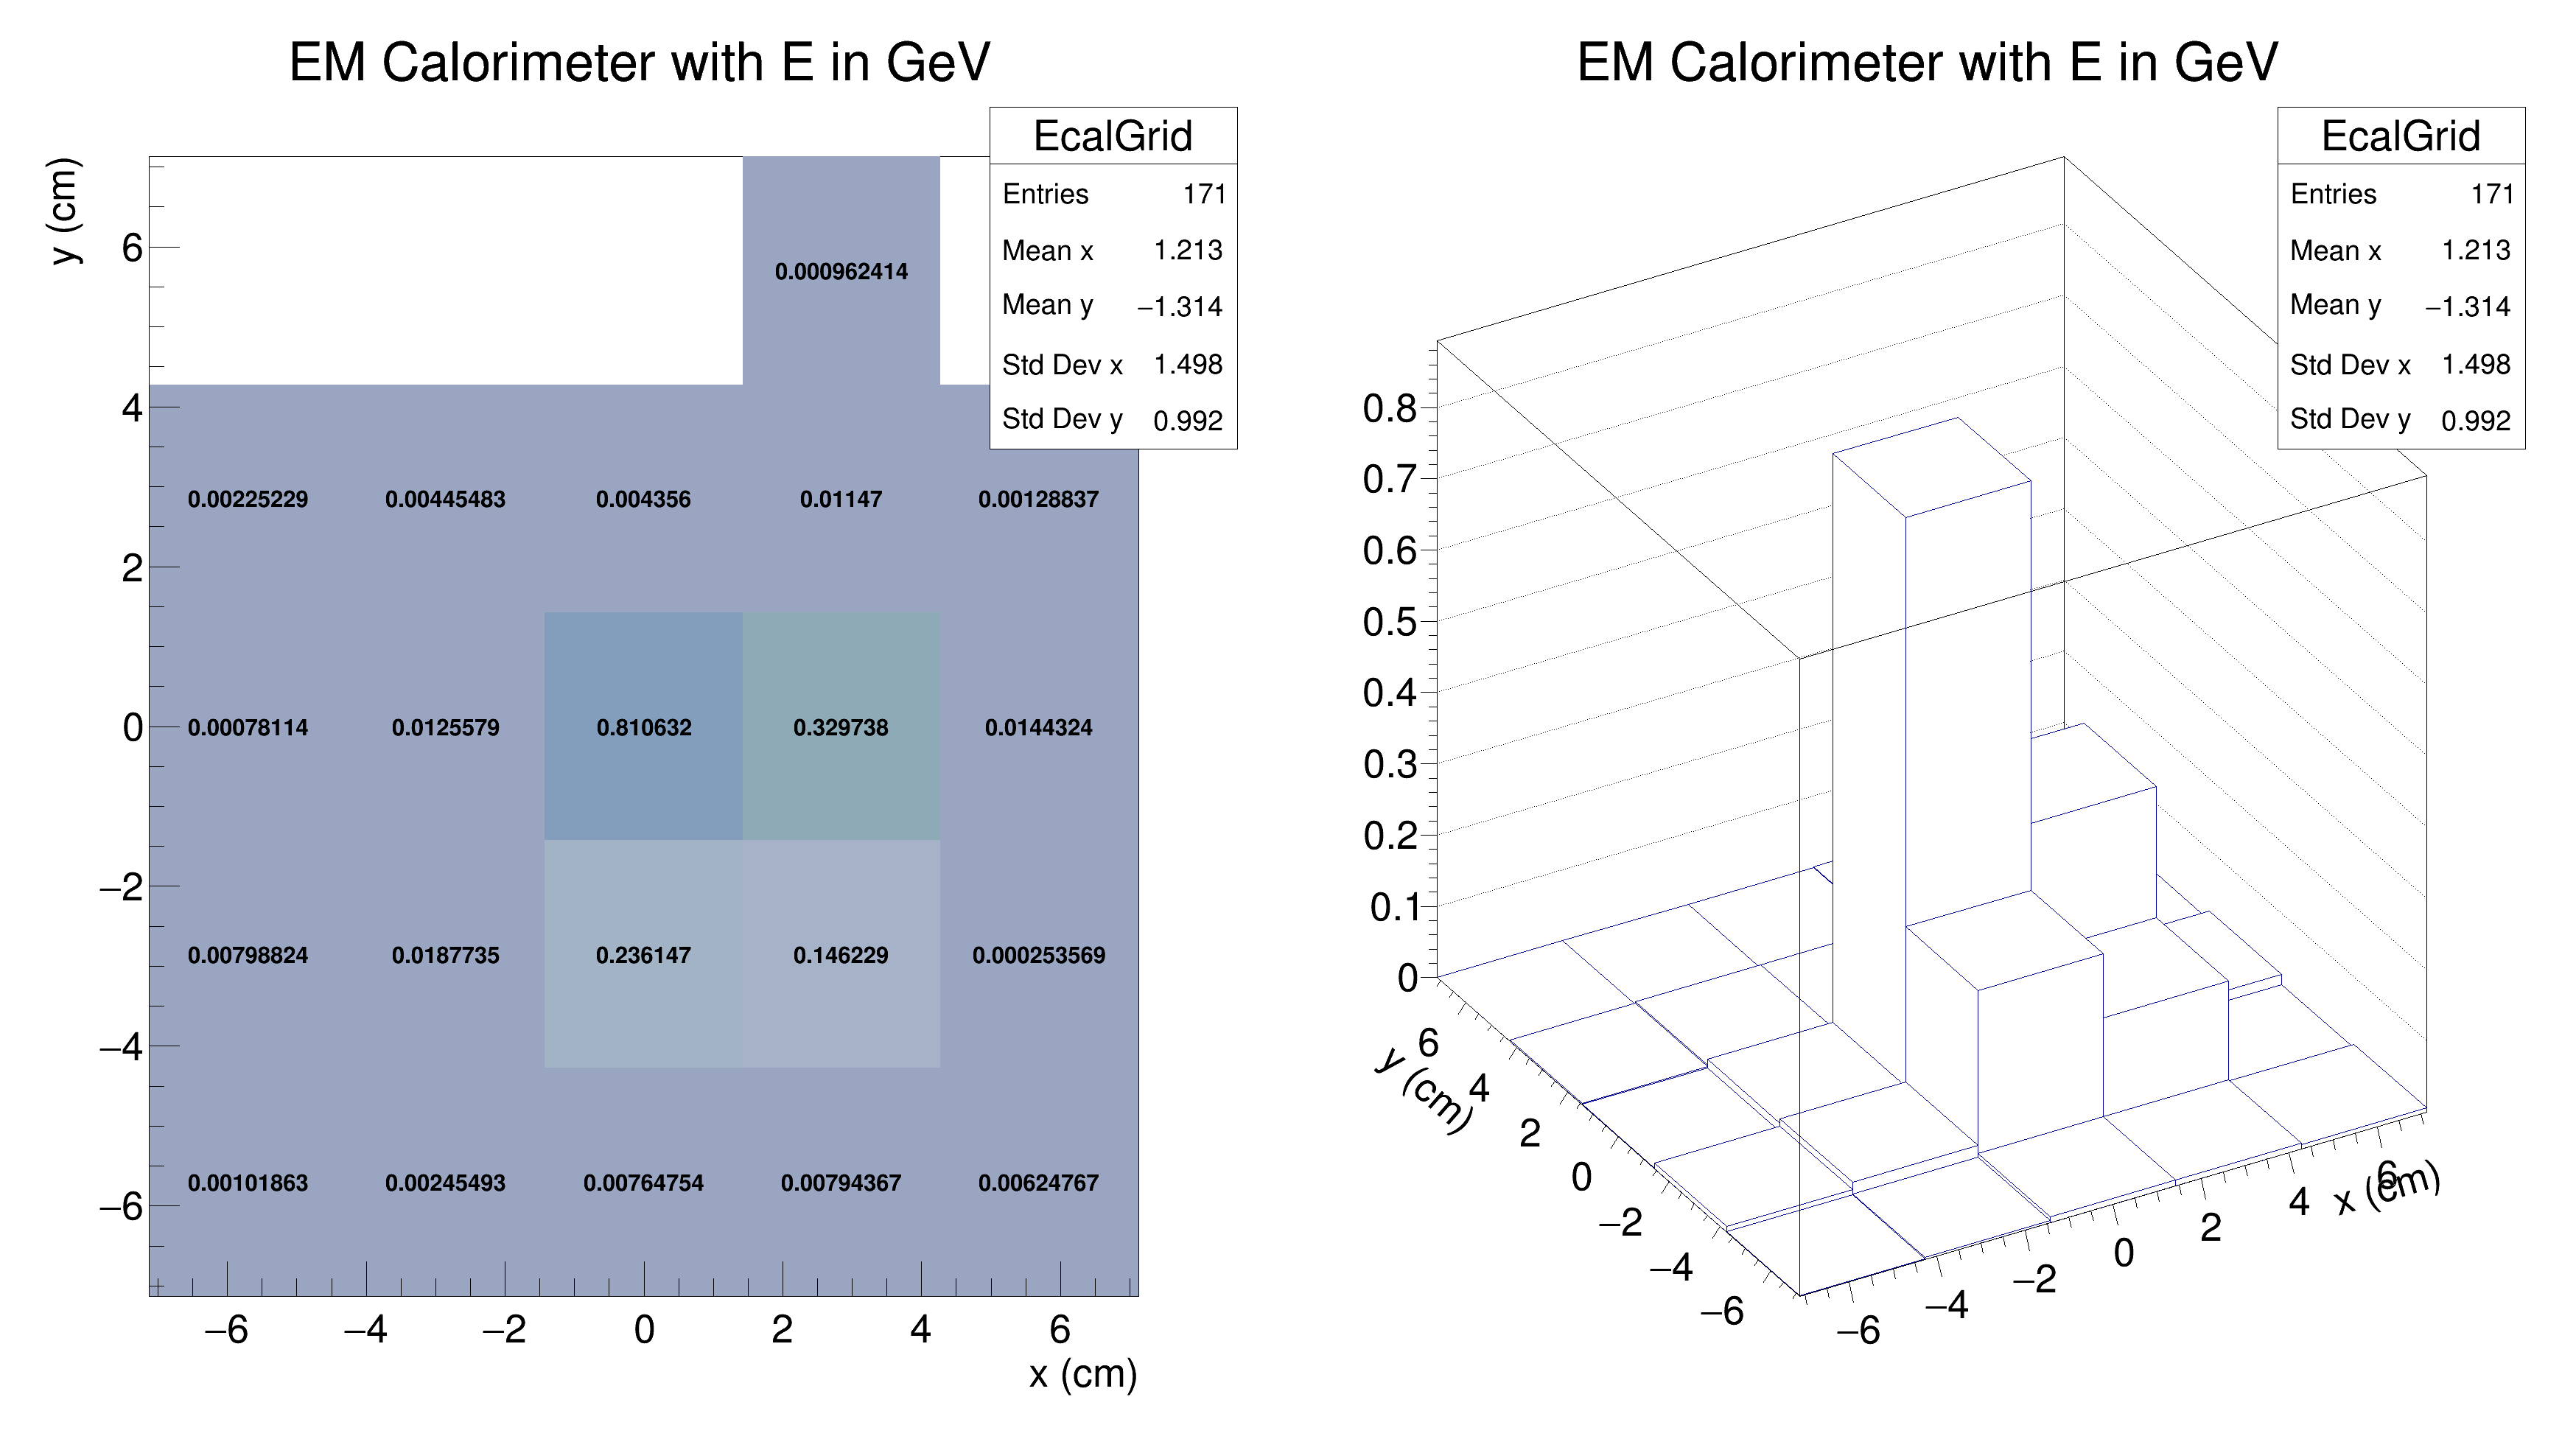 EM Calorimeter with E in GeV
EcalGrid
Entries 171
Mean x 1.213
Mean y −1.314
Std Dev x 1.498
Std Dev y 0.992
y (cm)
6
4
2
0
−2
−4
−6
0.000962414
0.00225229 0.00445483 0.004356 0.01147 0.00128837
0.00078114 0.0125579 0.810632 0.329738 0.0144324
0.00798824 0.0187735 0.236147 0.146229 0.000253569
0.00101863 0.00245493 0.00764754 0.00794367 0.00624767
−6 −4 −2 0 2 4 6
x (cm)
EM Calorimeter with E in GeV
EcalGrid
Entries 171
Mean x 1.213
Mean y −1.314
Std Dev x 1.498
Std Dev y 0.992
0.8
0.7
0.6
0.5
0.4
0.3
0.2
0.1
0
y (cm)
6
4
2
0
−2
−4
−6
−6 −4 −2 0 2 4 6
x (cm)